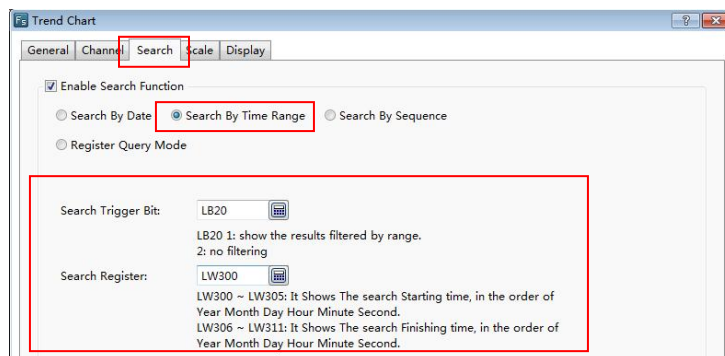 Fs Trend Chart
General Channel Search Scale Display
Enable Search Function
Search By Date Search By Time Range Search By Sequence
Register Query Mode
Search Trigger Bit: LB20
LB20 1: show the results filtered by range.
2: no filtering
Search Register: LW300
LW300 ~ LW305: It Shows The search Starting time, in the order of
Year Month Day Hour Minute Second.
LW306 ~ LW311: It Shows The search Finishing time, in the order of
Year Month Day Hour Minute Second.